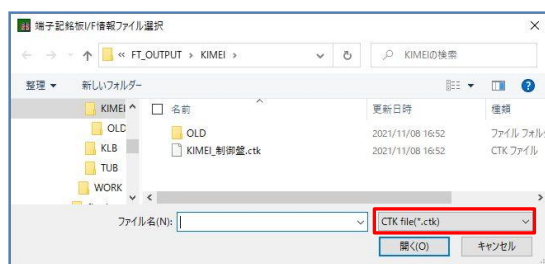 端子記銘板I/F情報ファイル選択
« FT_OUTPUT › KIMEI ›
KIMEIの検索
整理
新しいフォルダー
KIMEI
名前
更新日時
種類
OLD
OLD
2021/11/08 16:52
ファイル フォル
KLB
KIMEI_制御盤.ctk
2021/11/08 16:52
CTK ファイル
TUB
WORK
ファイル名(N):
CTK file(*.ctk)
開く(O)
キャンセル